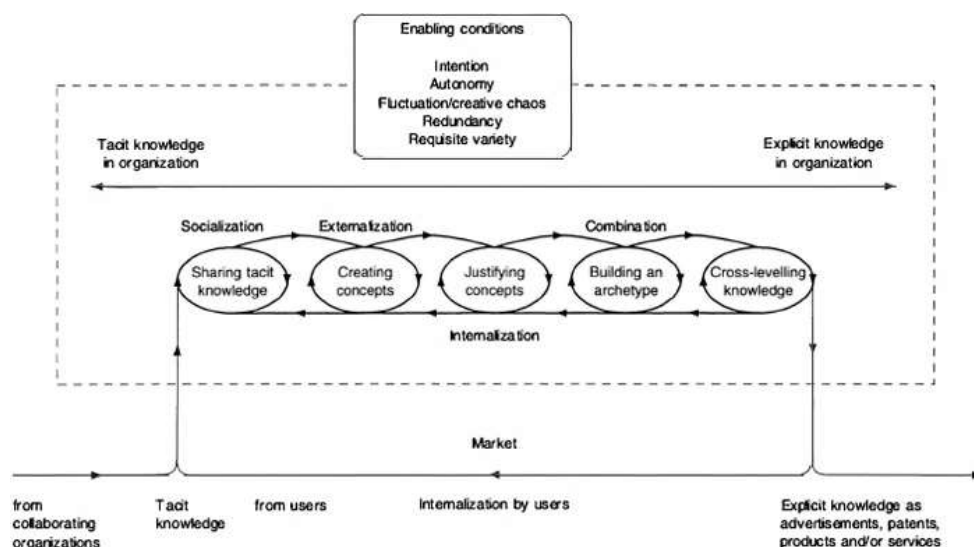 Enabling conditions
Intention
Autonomy
Fluctuation/creative chaos
Redundancy
Requisite variety
Tacit knowledge
in organization
Explicit knowledge
in organization
Socialization
Externalization
Combination
Sharing tacit
knowledge
Creating
concepts
Justifying
concepts
Building an
archetype
Cross-levelling
knowledge
Internalization
Market
from
collaborating
organizations
Tacit
knowledge
from users
Internalization by users
Explicit knowledge as
advertisements, patents,
products and/or services